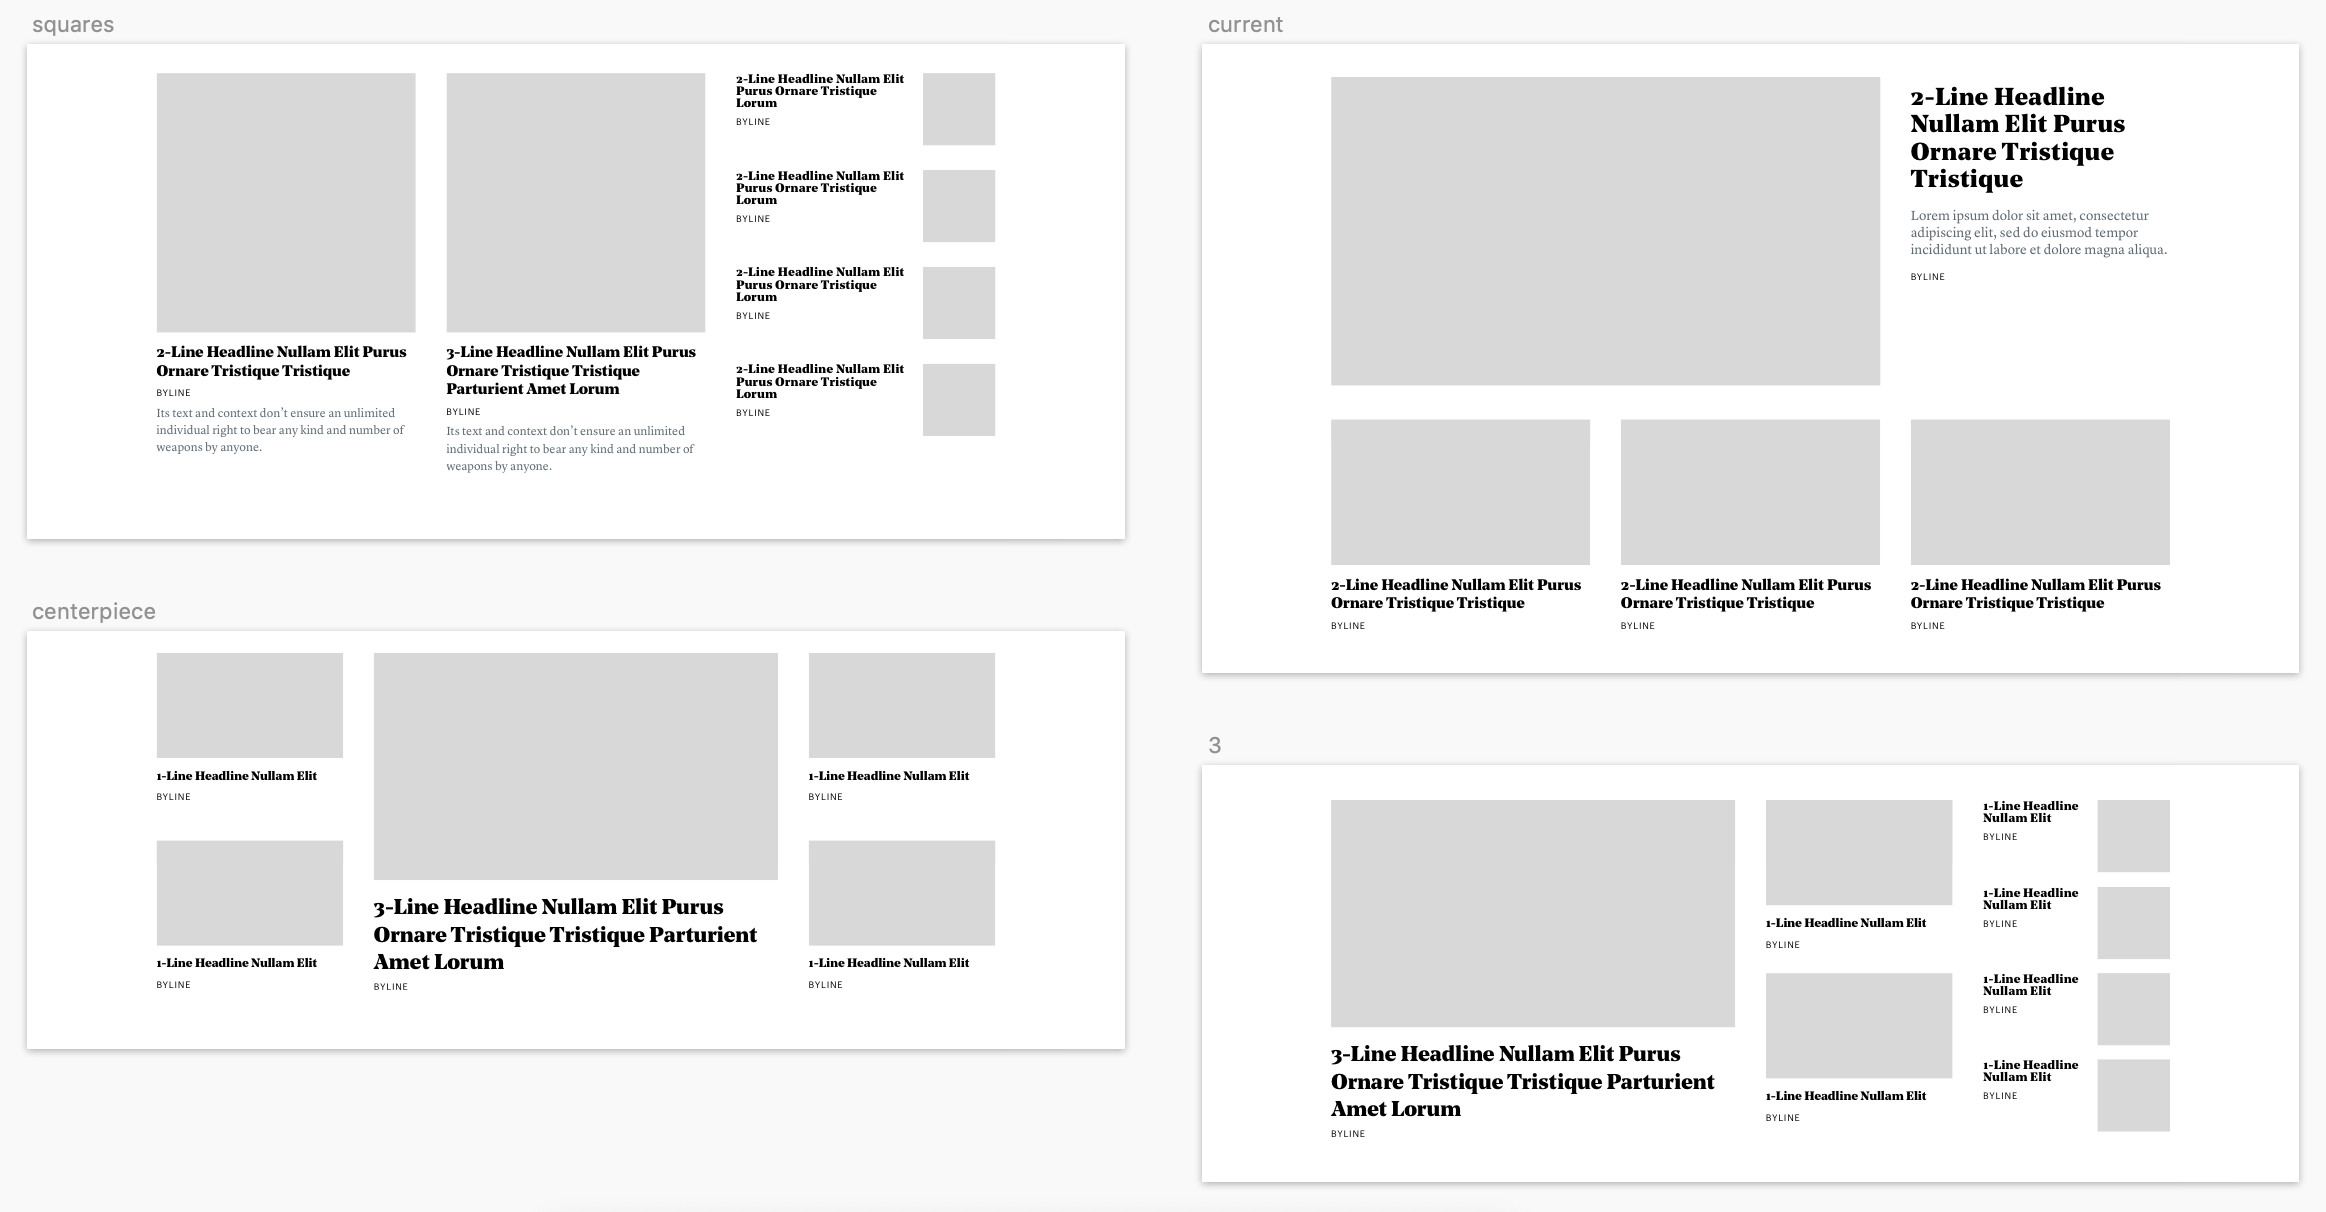 squares
2-Line Headline Nullam Elit Purus
Ornare Tristique Tristique
BYLINE
Its text and context don’t ensure an unlimited
individual right to bear any kind and number of
weapons by anyone.
3-Line Headline Nullam Elit Purus
Ornare Tristique Tristique
Parturient Amet Lorum
BYLINE
Its text and context don’t ensure an unlimited
individual right to bear any kind and number of
weapons by anyone.
2-Line Headline Nullam Elit
Purus Ornare Tristique
Lorum
BYLINE
2-Line Headline Nullam Elit
Purus Ornare Tristique
Lorum
BYLINE
2-Line Headline Nullam Elit
Purus Ornare Tristique
Lorum
BYLINE
2-Line Headline Nullam Elit
Purus Ornare Tristique
Lorum
BYLINE
current
2-Line Headline
Nullam Elit Purus
Ornare Tristique
Tristique
Lorem ipsum dolor sit amet, consectetur
adipiscing elit, sed do eiusmod tempor
incididunt ut labore et dolore magna aliqua.
BYLINE
2-Line Headline Nullam Elit Purus
Ornare Tristique Tristique
BYLINE
2-Line Headline Nullam Elit Purus
Ornare Tristique Tristique
BYLINE
2-Line Headline Nullam Elit Purus
Ornare Tristique Tristique
BYLINE
centerpiece
1-Line Headline Nullam Elit
BYLINE
1-Line Headline Nullam Elit
BYLINE
3-Line Headline Nullam Elit Purus
Ornare Tristique Tristique Parturient
Amet Lorum
BYLINE
1-Line Headline Nullam Elit
BYLINE
1-Line Headline Nullam Elit
BYLINE
3
3-Line Headline Nullam Elit Purus
Ornare Tristique Tristique Parturient
Amet Lorum
BYLINE
1-Line Headline Nullam Elit
BYLINE
1-Line Headline Nullam Elit
BYLINE
1-Line Headline
Nullam Elit
BYLINE
1-Line Headline
Nullam Elit
BYLINE
1-Line Headline
Nullam Elit
BYLINE
1-Line Headline
Nullam Elit
BYLINE